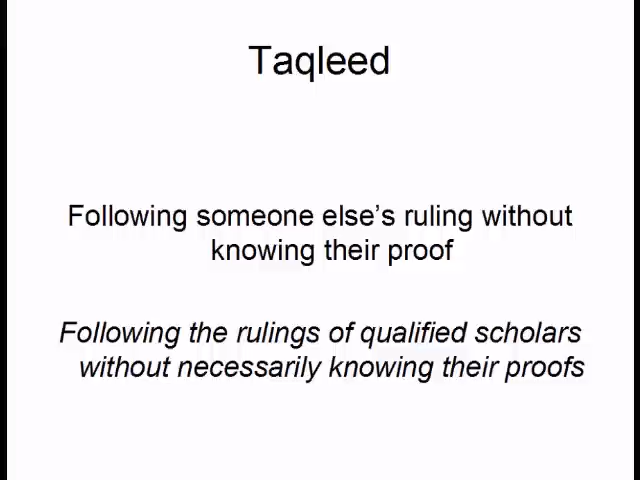 Taqleed
Following someone else's ruling without
knowing their proof
Following the rulings of qualified scholars
without necessarily knowing their proofs